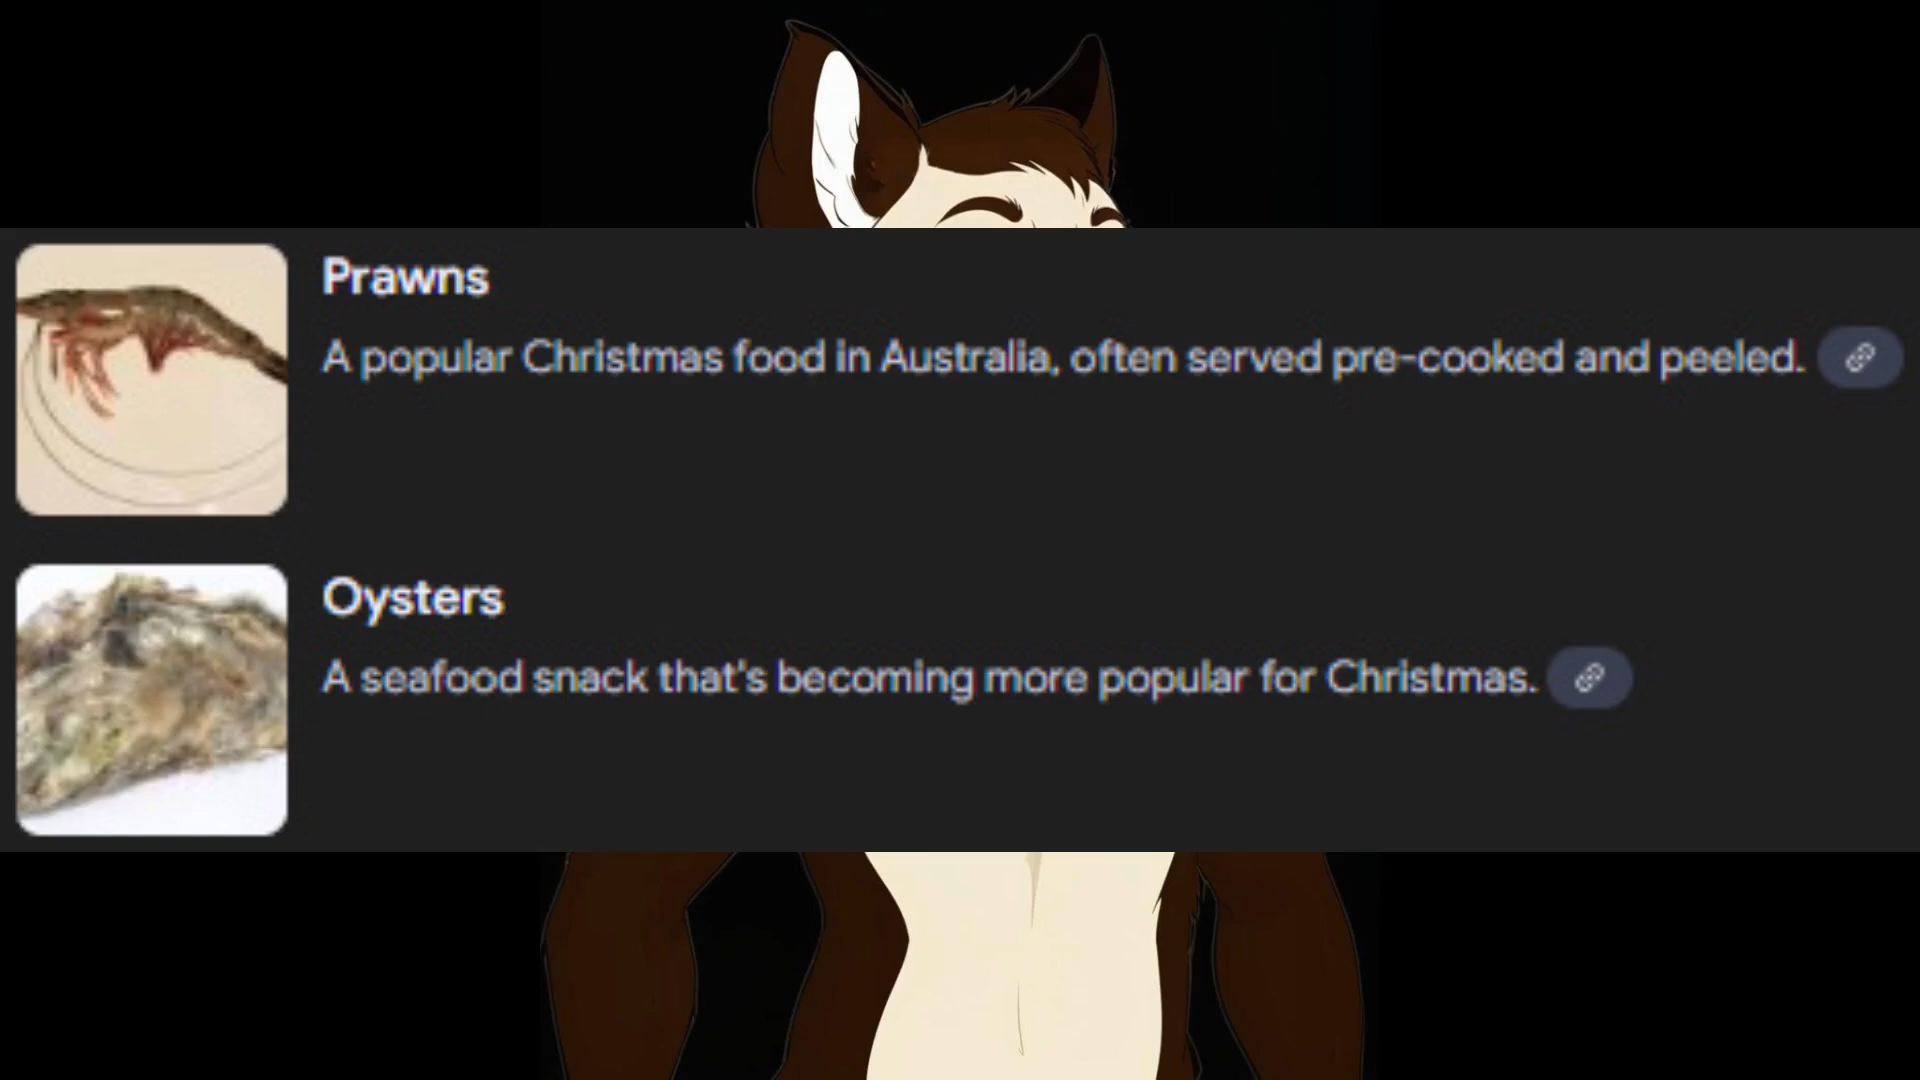 Prawns
A popular Christmas food in Australia, often served pre-cooked and peeled.
Oysters
A seafood snack that's becoming more popular for Christmas.